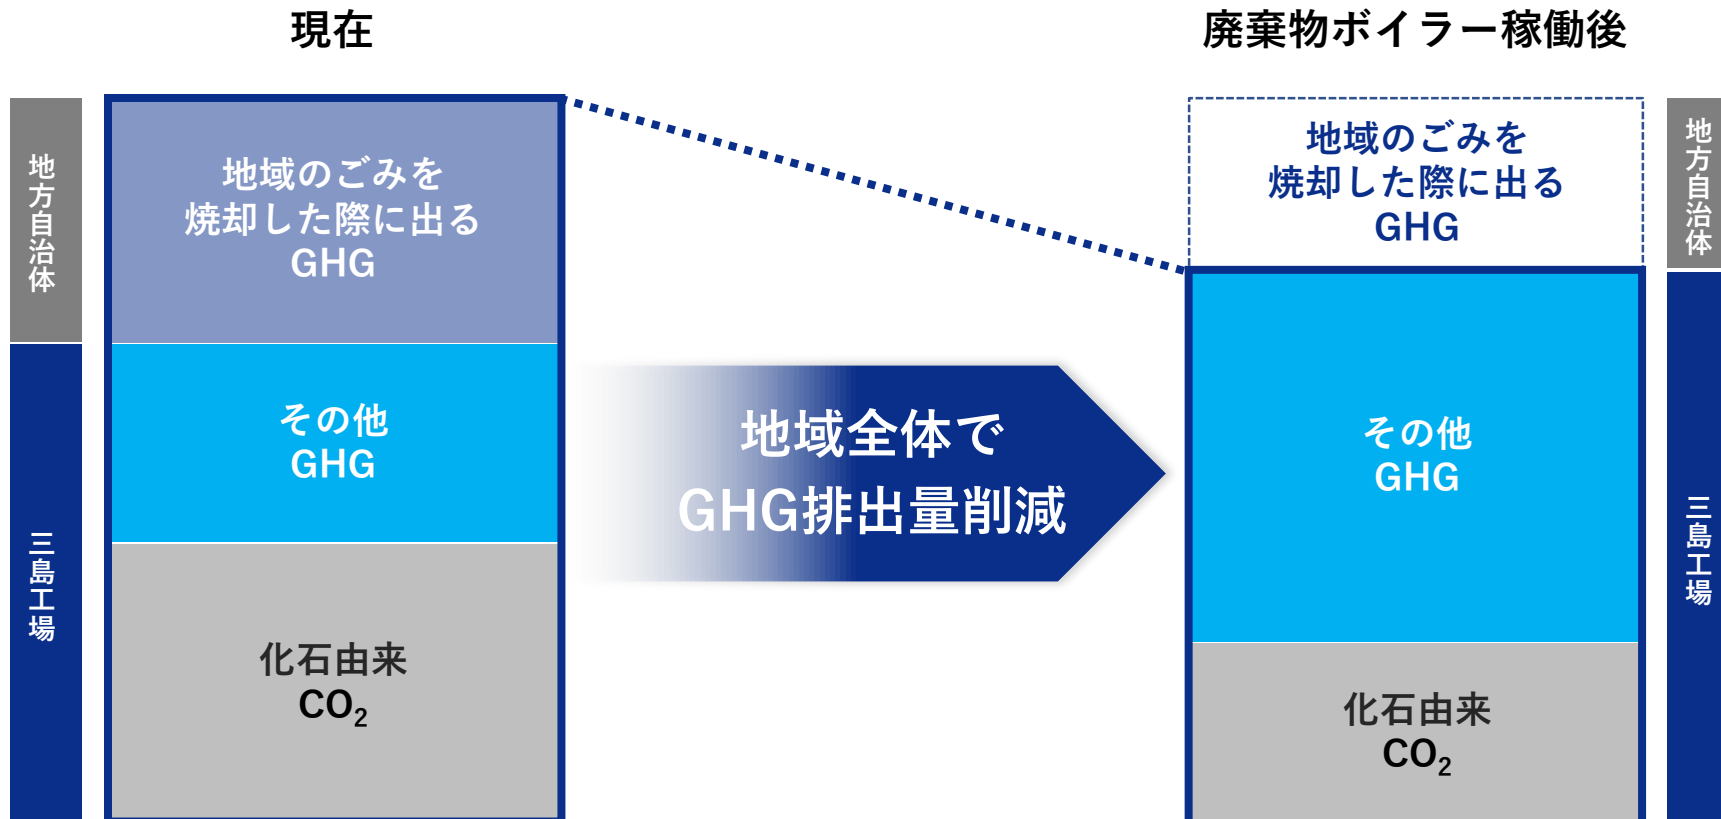 現在
廃棄物ボイラー稼働後
地方自治体
三島工場
地域のごみを
焼却した際に出る
GHG
その他
GHG
化石由来
CO₂
地域全体で
GHG排出量削減
地域のごみを
焼却した際に出る
GHG
その他
GHG
化石由来
CO₂
地方自治体
三島工場